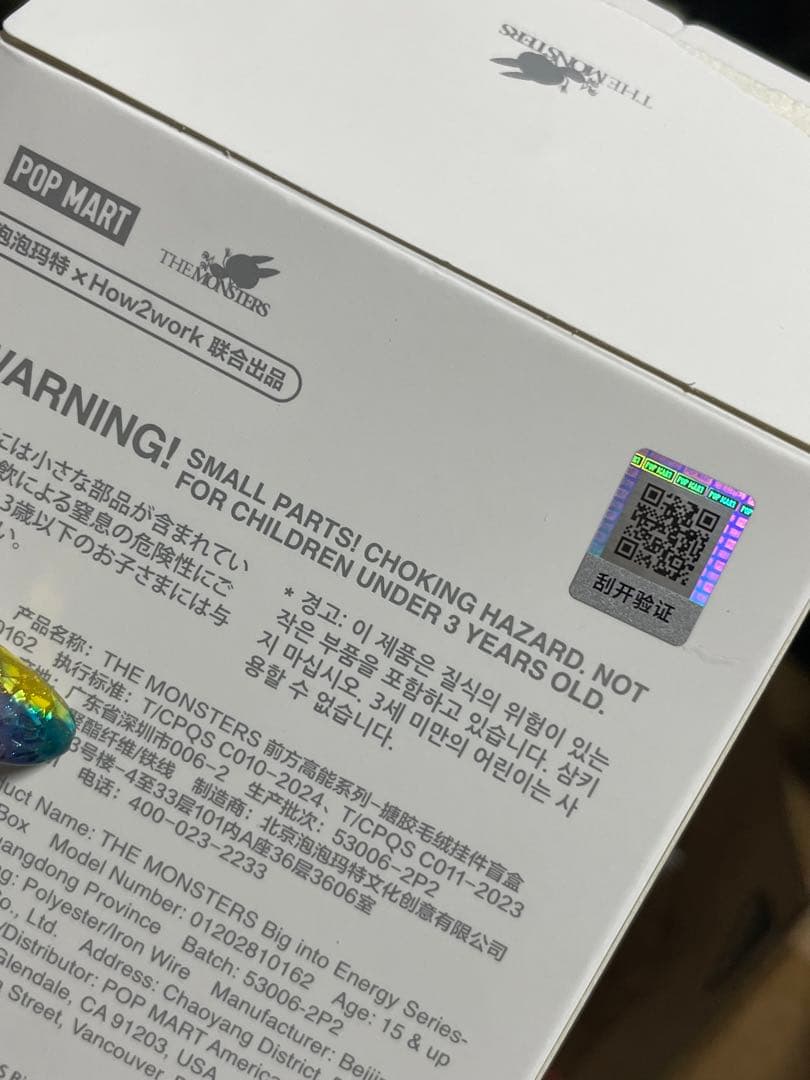 THE MONSTERS
POP MART
THE MONSTERS
泡泡玛特 × How2work 联合出品
WARNING! SMALL PARTS! CHOKING HAZARD. NOT
FOR CHILDREN UNDER 3 YEARS OLD.
には小さな部品が含まれてい
飲による窒息の危険性にご
3歳以下のお子さまには与
い。
* 경고: 이 제품은 질식의 위험이 있는
작은 부품을 포함하고 있습니다. 삼키
지 마십시오. 3세 미만의 어린이는 사
용할 수 없습니다.
POP MART POP MART POP MART
刮开验证
产品名称: THE MONSTERS 前方高能系列-搪胶毛绒挂件盲盒
0162 执行标准: T/CPQS C010-2024、T/CPQS C011-2023
产地: 广东省深圳市006-2 生产批次: 53006-2P2
酯纤维/铁线 制造商: 北京泡泡玛特文化创意有限公司
3号楼-4至33层101内A座36层3606室
电话: 400-023-2233
duct Name: THE MONSTERS Big into Energy Series-
Box Model Number: 01202810162 Age: 15 & up
uangdong Province Batch: 53006-2P2
ng: Polyester/Iron Wire Manufacturer: Beijin
Co., Ltd. Address: Chaoyang District,
/Distributor: POP MART America
Glendale, CA 91203, USA
a Street, Vancouver,